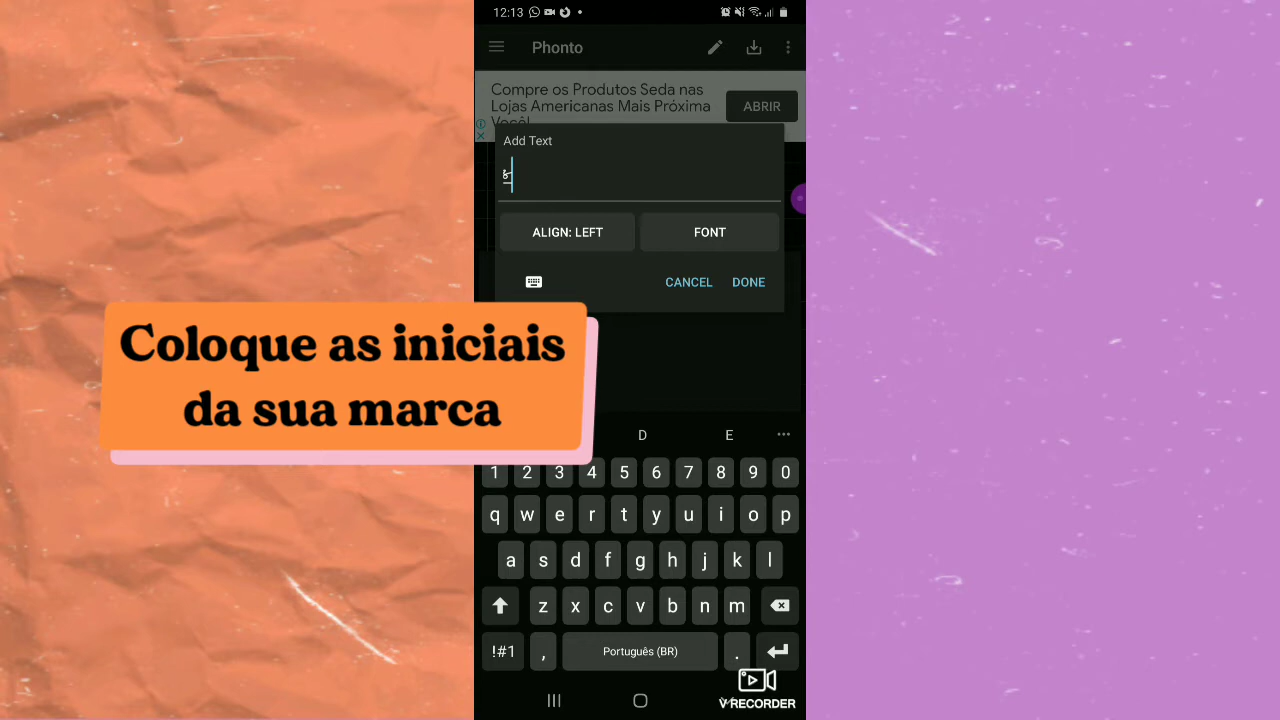 12:13
Phonto
Compre os Produtos Seda nas
Lojas Americanas Mais Próxima
Você!
ABRIR
Add Text
ALIGN: LEFT
FONT
CANCEL
DONE
Coloque as iniciais
da sua marca
D E ...
1 2 3 4 5 6 7 8 9 0
q w e r t y u i o p
a s d f g h j k l
z x c v b n m
!#1 , Português (BR) .
V RECORDER